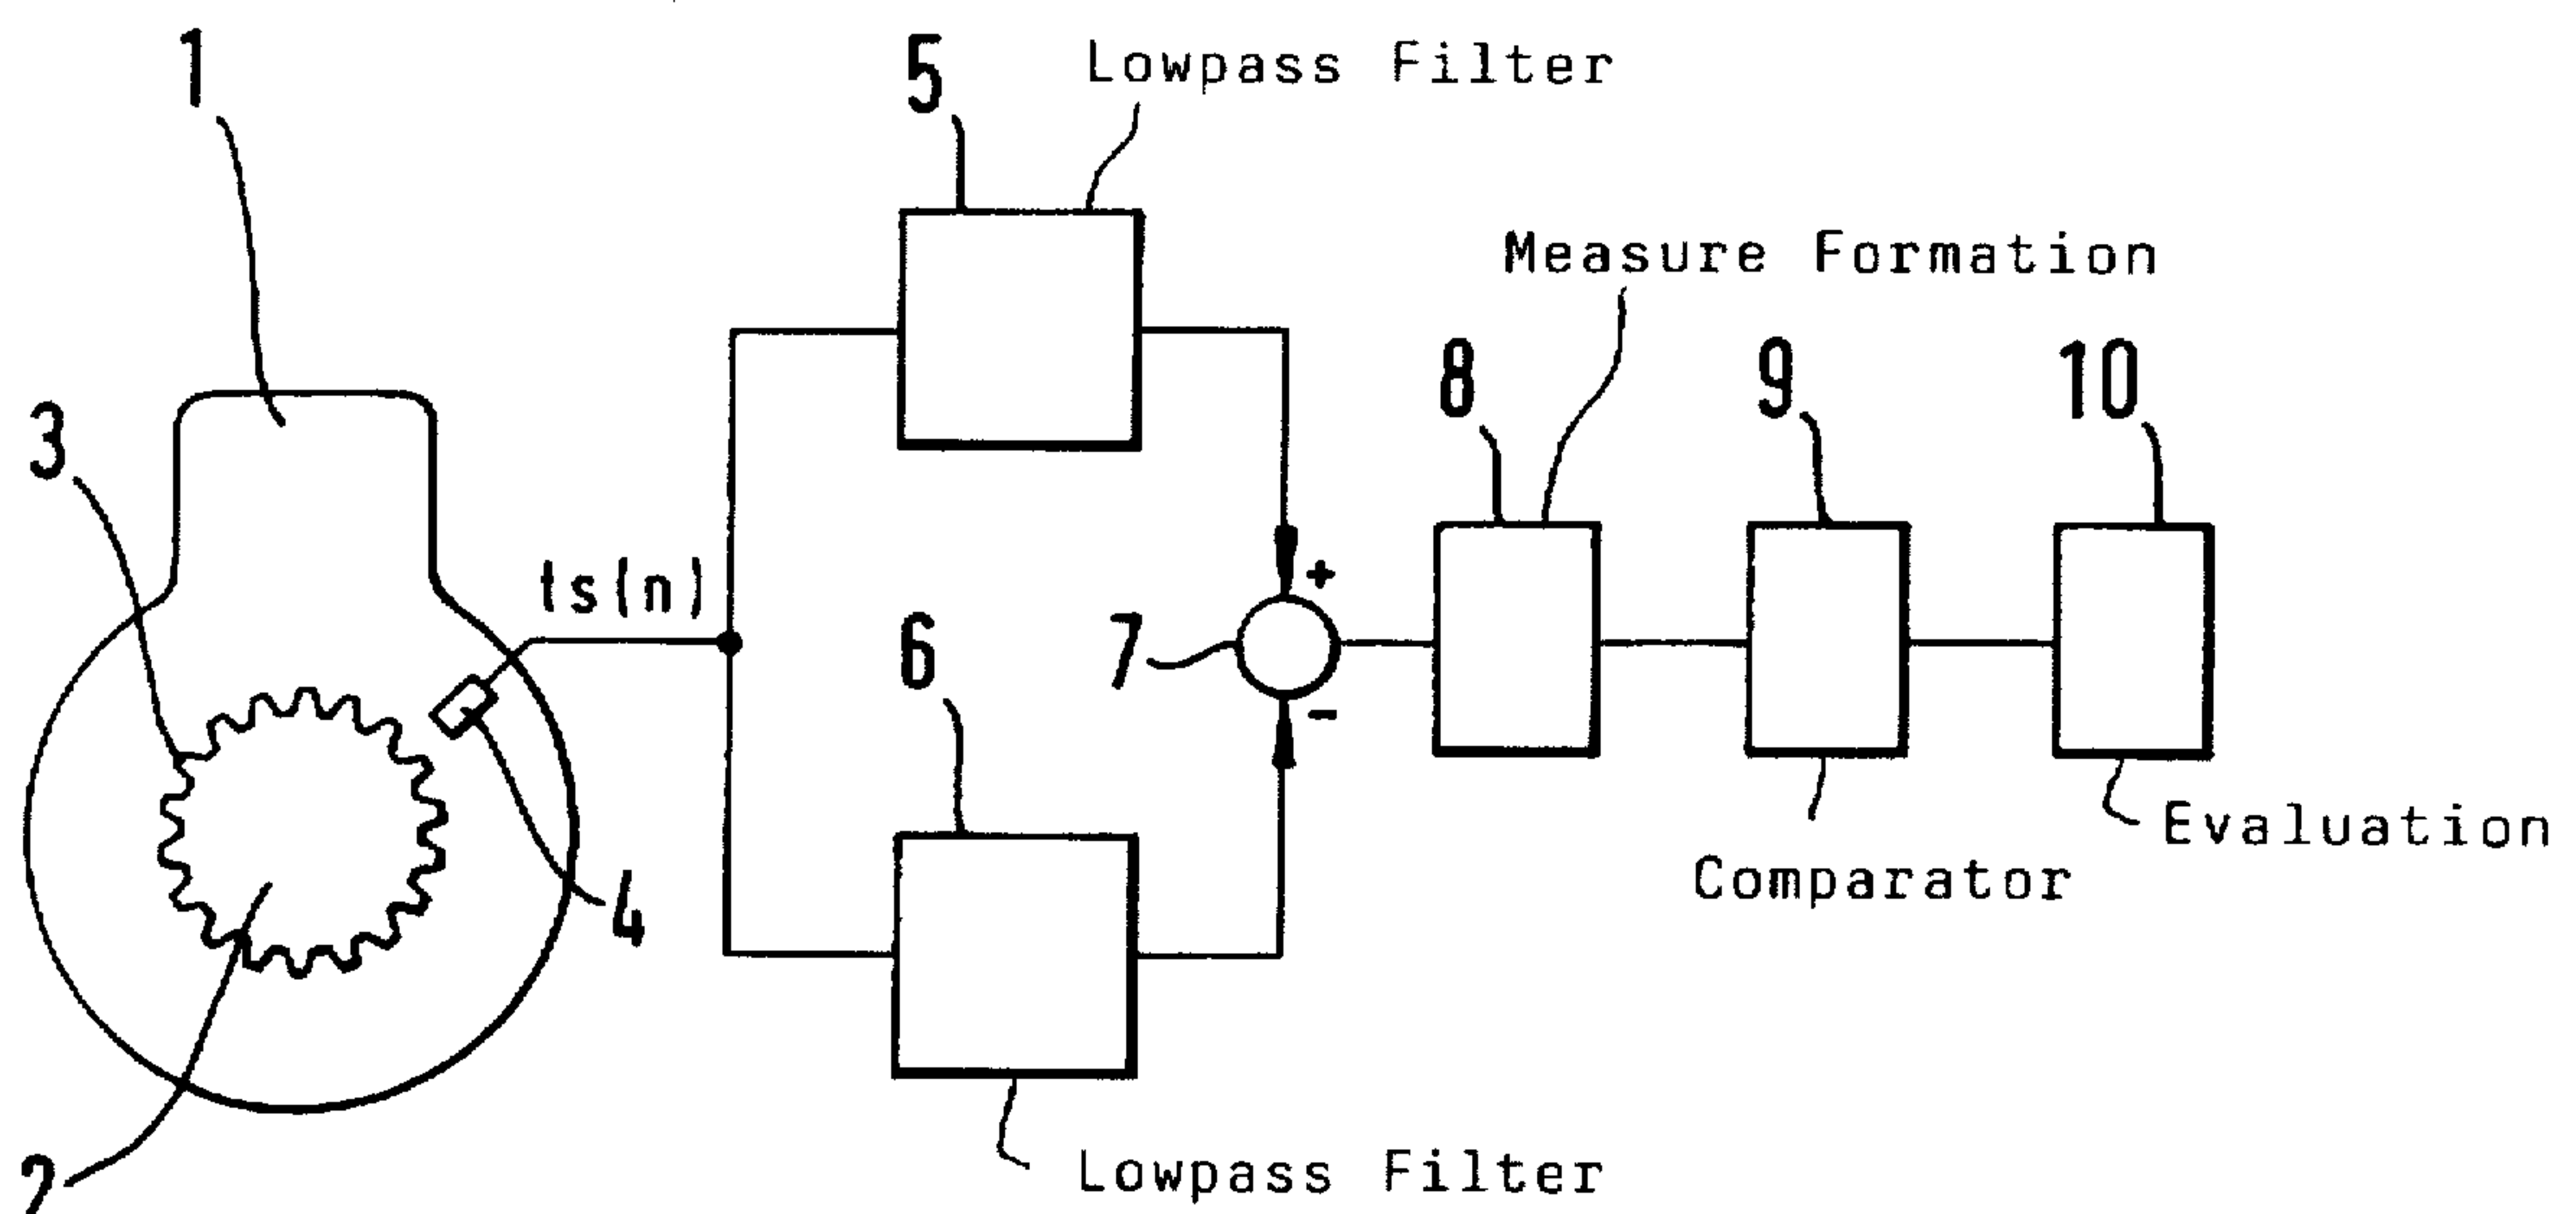 1
5
Lowpass Filter
Measure Formation
8
9
10
3
ts(n)
6
7
4
Evaluation
Comparator
2
Lowpass Filter
+
-